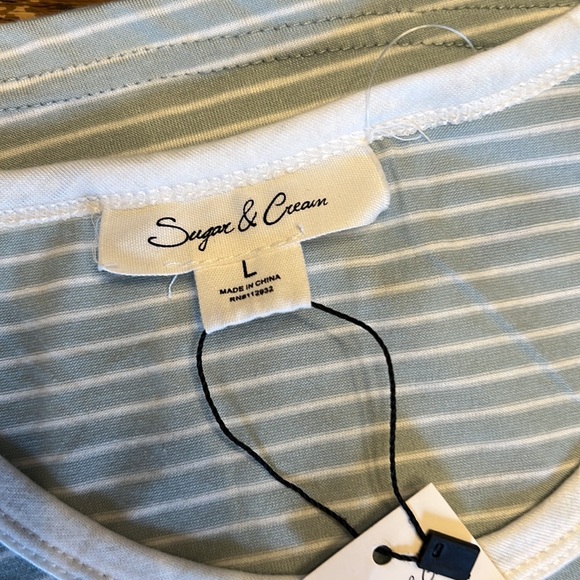 Sugar & Cream
L
MADE IN CHINA
RN#112932